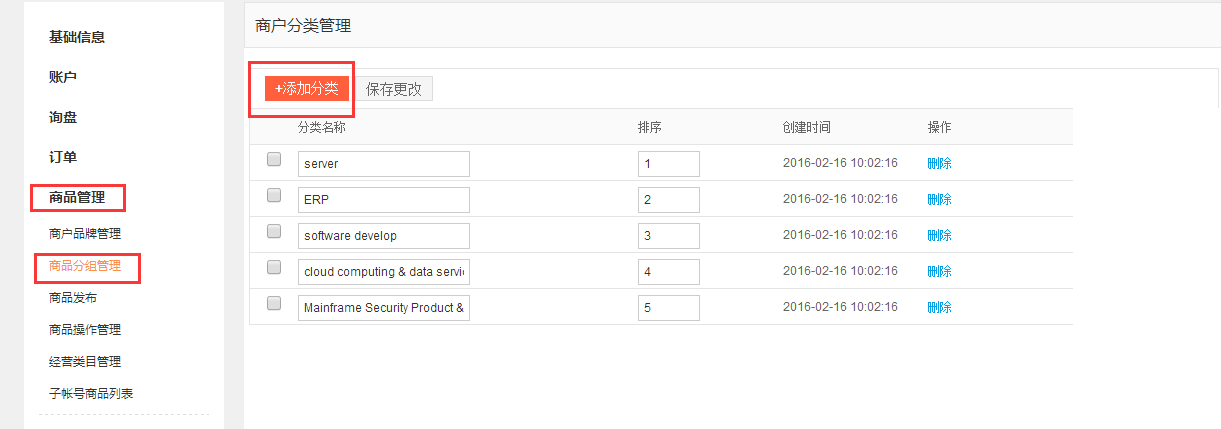 基础信息
账户
询盘
订单
商品管理
商户品牌管理
商品分组管理
商品发布
商品操作管理
经营类目管理
子帐号商品列表
商户分类管理
+添加分类 保存更改
分类名称 排序 创建时间 操作
server 1 2016-02-16 10:02:16 删除
ERP 2 2016-02-16 10:02:16 删除
software develop 3 2016-02-16 10:02:16 删除
cloud computing & data servi 4 2016-02-16 10:02:16 删除
Mainframe Security Product & 5 2016-02-16 10:02:16 删除